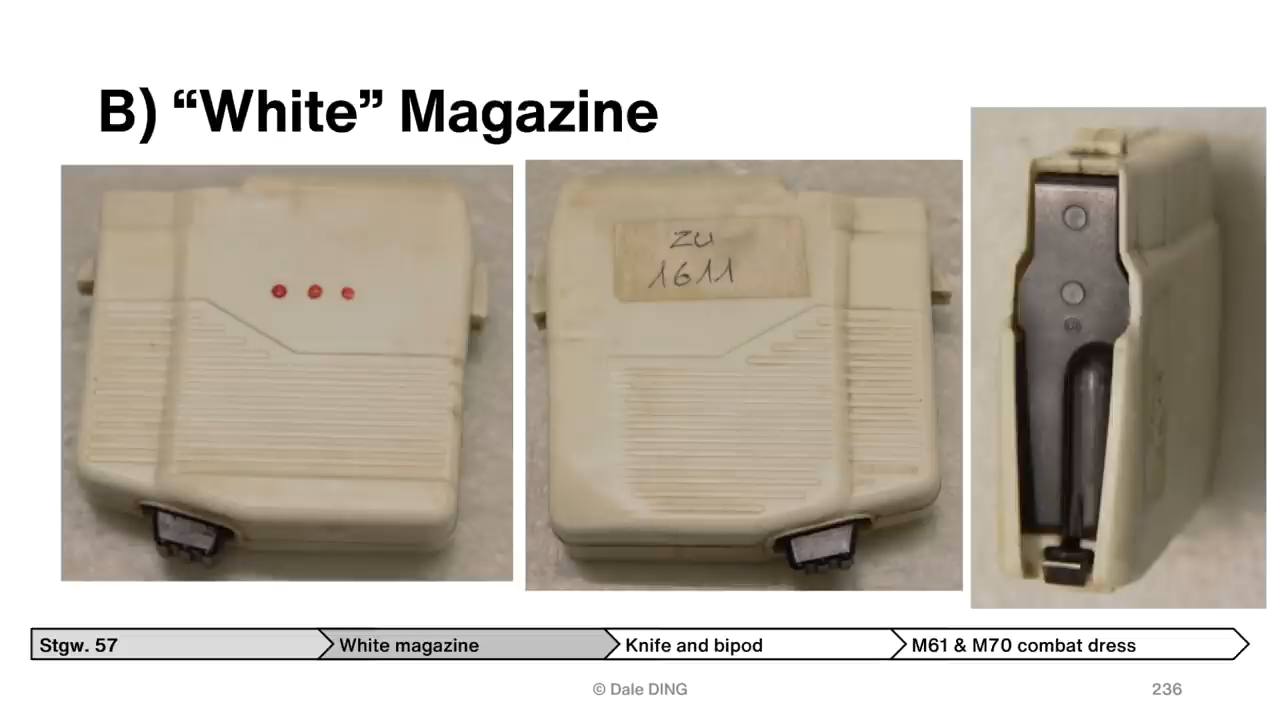 B) “White” Magazine
ZU
1611
Stgw. 57
White magazine
Knife and bipod
M61 & M70 combat dress
© Dale DING
236